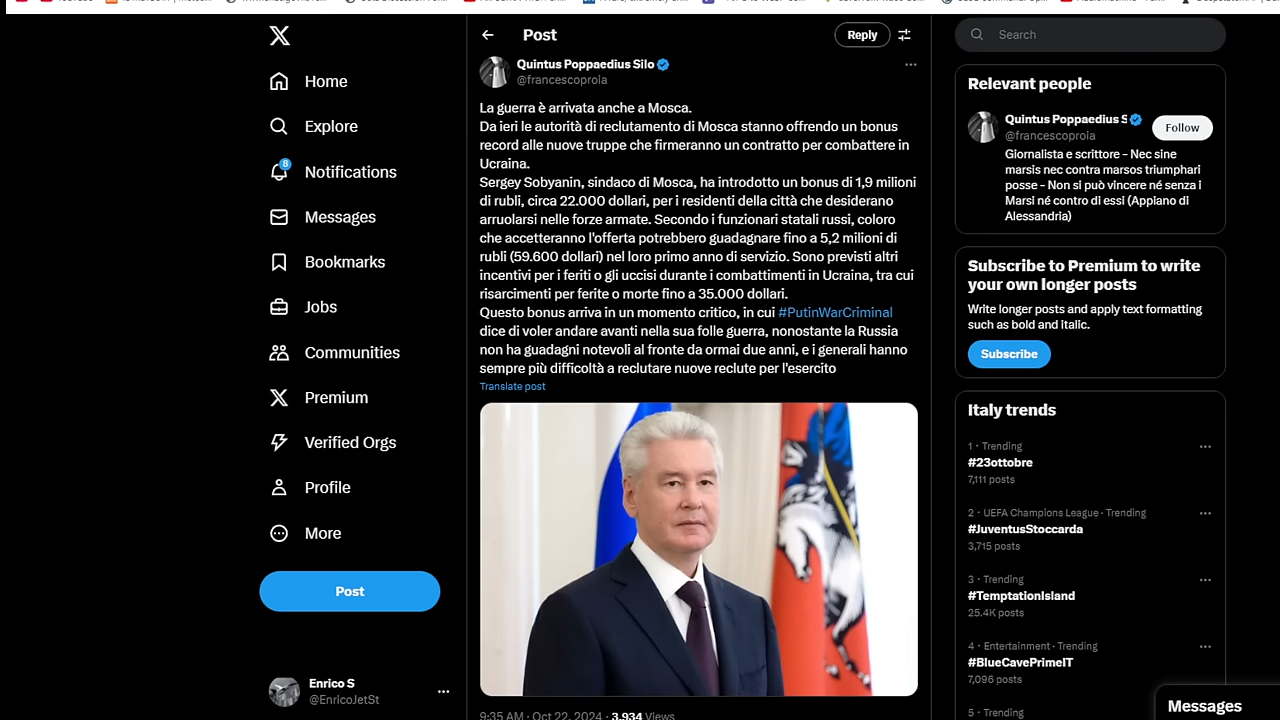 Home
Explore
8
Notifications
Messages
Bookmarks
Jobs
Communities
Premium
Verified Orgs
Profile
More
Post
Enrico S
@EnricoJetSt
Post
Reply
Quintus Poppaedius Silo
@francescoprola
La guerra è arrivata anche a Mosca.
Da ieri le autorità di reclutamento di Mosca stanno offrendo un bonus
record alle nuove truppe che firmeranno un contratto per combattere in
Ucraina.
Sergey Sobyanin, sindaco di Mosca, ha introdotto un bonus di 1,9 milioni
di rubli, circa 22.000 dollari, per i residenti della città che desiderano
arruolarsi nelle forze armate. Secondo i funzionari statali russi, coloro
che accetteranno l'offerta potrebbero guadagnare fino a 5,2 milioni di
rubli (59.600 dollari) nel loro primo anno di servizio. Sono previsti altri
incentivi per i feriti o gli uccisi durante i combattimenti in Ucraina, tra cui
risarcimenti per ferite o morte fino a 35.000 dollari.
Questo bonus arriva in un momento critico, in cui #PutinWarCriminal
dice di voler andare avanti nella sua folle guerra, nonostante la Russia
non ha guadagni notevoli al fronte da ormai due anni, e i generali hanno
sempre più difficoltà a reclutare nuove reclute per l'esercito
Translate post
9:35 AM · Oct 22, 2024 · 3,934 Views
Search
Relevant people
Quintus Poppaedius S
@francescoprola
Follow
Giornalista e scrittore – Nec sine
marsis nec contra marsos triumphari
posse – Non si può vincere né senza i
Marsi né contro di essi (Appiano di
Alessandria)
Subscribe to Premium to write
your own longer posts
Write longer posts and apply text formatting
such as bold and italic.
Subscribe
Italy trends
1 · Trending
#23ottobre
7,111 posts
2 · UEFA Champions League · Trending
#JuventusStoccarda
3,715 posts
3 · Trending
#TemptationIsland
25.4K posts
4 · Entertainment · Trending
#BlueCavePrimeIT
7,096 posts
5 · Trending
Messages